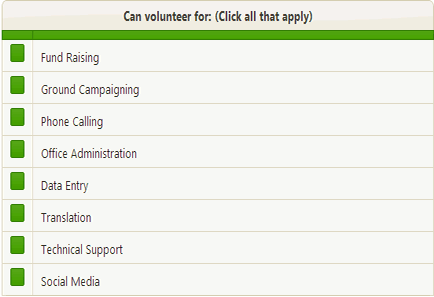 Can volunteer for: (Click all that apply)
Fund Raising
Ground Campaigning
Phone Calling
Office Administration
Data Entry
Translation
Technical Support
Social Media